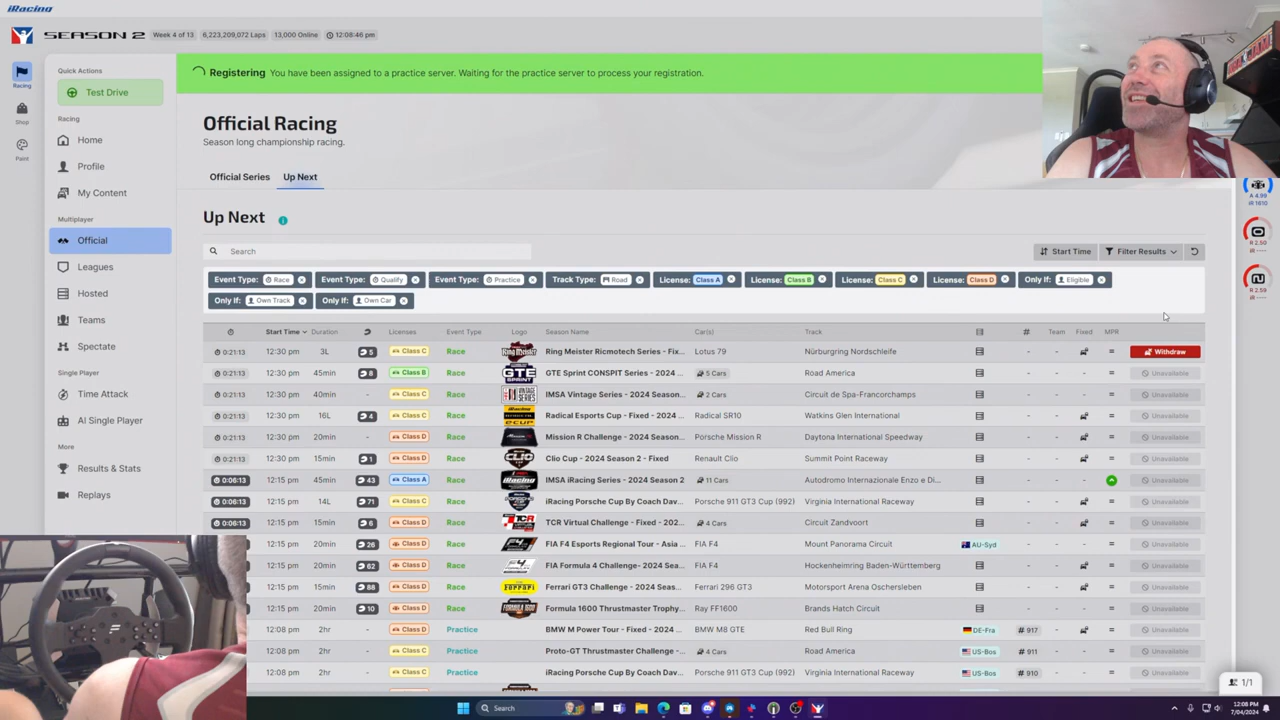 iRacing
SEASON 2 Week 4 of 13 6,223,209,072 Laps 13,000 Online 12:08:46 pm
Racing
Shop
Paint
Quick Actions
Test Drive
Racing
Home
Profile
My Content
Multiplayer
Official
Leagues
Hosted
Teams
Spectate
Single Player
Time Attack
AI Single Player
More
Results & Stats
Replays
Registering You have been assigned to a practice server. Waiting for the practice server to process your registration.
Official Racing
Season long championship racing.
Official Series Up Next
Up Next
Search Start Time Filter Results
Event Type: Race Event Type: Qualify Event Type: Practice Track Type: Road License: Class A License: Class B License: Class C License: Class D Only If: Eligible
Only If: Own Track Only If: Own Car
Start Time Duration Licenses Event Type Logo Season Name Car(s) Track # Team Fixed MPR
0:21:13 12:30 pm 3L 5 Class C Race Ring Meister Ricmotech Series - Fix... Lotus 79 Nürburgring Nordschleife - - = Withdraw
0:21:13 12:30 pm 45min 8 Class B Race GTE Sprint CONSPIT Series - 2024 ... 5 Cars Road America - - - = Unavailable
0:21:13 12:30 pm 40min - Class C Race IMSA Vintage Series - 2024 Season... 2 Cars Circuit de Spa-Francorchamps - - - = Unavailable
0:21:13 12:30 pm 16L 4 Class C Race Radical Esports Cup - Fixed - 2024... Radical SR10 Watkins Glen International - - = Unavailable
0:21:13 12:30 pm 20min - Class D Race Mission R Challenge - 2024 Season... Porsche Mission R Daytona International Speedway - - = Unavailable
0:21:13 12:30 pm 15min 1 Class D Race Clio Cup - 2024 Season 2 - Fixed Renault Clio Summit Point Raceway - - = Unavailable
0:06:13 12:15 pm 45min 43 Class A Race IMSA iRacing Series - 2024 Season 2 11 Cars Autodromo Internazionale Enzo e Di... - - - Unavailable
0:06:13 12:15 pm 14L 71 Class C Race iRacing Porsche Cup By Coach Dav... Porsche 911 GT3 Cup (992) Virginia International Raceway - - = Unavailable
0:06:13 12:15 pm 15min 6 Class D Race TCR Virtual Challenge - Fixed - 202... 4 Cars Circuit Zandvoort - - = Unavailable
12:15 pm 20min 26 Class D Race FIA F4 Esports Regional Tour - Asia ... FIA F4 Mount Panorama Circuit AU-Syd - - = Unavailable
12:15 pm 20min 62 Class D Race FIA Formula 4 Challenge - 2024 Sea... FIA F4 Hockenheimring Baden-Württemberg - - = Unavailable
12:15 pm 15min 88 Class D Race Ferrari GT3 Challenge - 2024 Seas... Ferrari 296 GT3 Motorsport Arena Oschersleben - - = Unavailable
12:15 pm 20min 10 Class D Race Formula 1600 Thrustmaster Trophy... Ray FF1600 Brands Hatch Circuit - - = Unavailable
12:08 pm 2hr - Class D Practice BMW M Power Tour - Fixed - 2024 ... BMW M8 GTE Red Bull Ring DE-Fra # 917 - = Unavailable
12:08 pm 2hr - Class C Practice Proto-GT Thrustmaster Challenge -... 4 Cars Road America US-Bos # 911 - = Unavailable
12:08 pm 2hr - Class C Practice iRacing Porsche Cup By Coach Dav... Porsche 911 GT3 Cup (992) Virginia International Raceway US-Bos # 910 - = Unavailable
A 4.99
iR 1610
R 2.50
iR ----
R 2.59
iR ----
1/1
Search
12:08 PM
7/04/2024